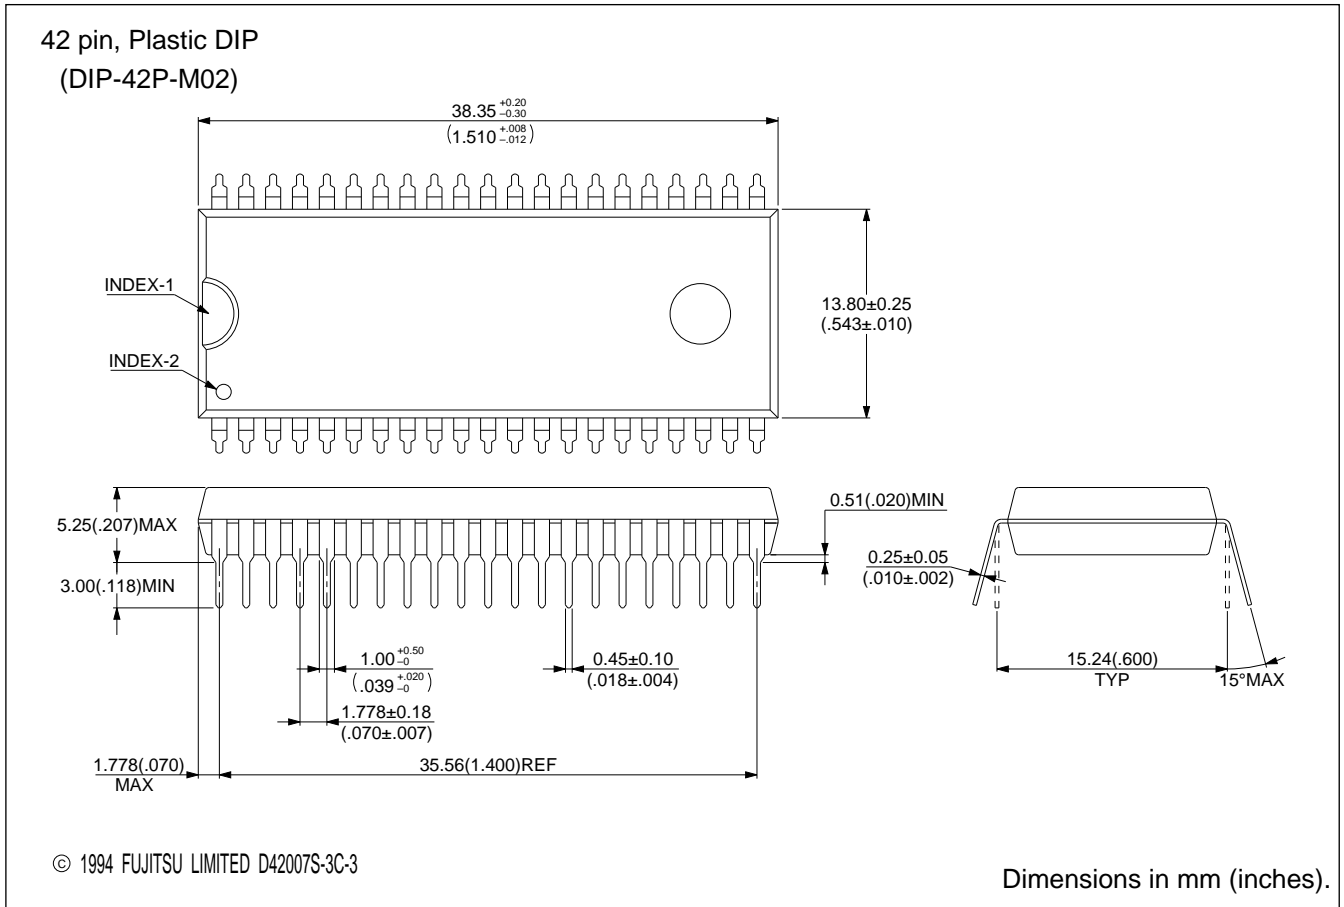 42 pin, Plastic DIP
(DIP-42P-M02)
38.35 +0.20 –0.30
(1.510 +.008 –.012)
INDEX-1
13.80±0.25
(.543±.010)
INDEX-2
5.25(.207)MAX
0.51(.020)MIN
0.25±0.05
(.010±.002)
3.00(.118)MIN
1.00 +0.50 –0
(.039 +.020 –0)
0.45±0.10
(.018±.004)
15.24(.600)
TYP
15°MAX
1.778±0.18
(.070±.007)
1.778(.070)
MAX
35.56(1.400)REF
© 1994 FUJITSU LIMITED D42007S-3C-3
Dimensions in mm (inches).